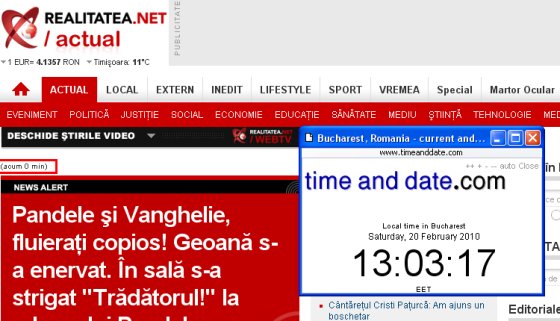 REALITATEA.NET
/ actual
PUBLICITATE
1 EUR= 4.1357 RON Timişoara: 11°C
ACTUAL LOCAL EXTERN INEDIT LIFESTYLE SPORT VREMEA Special Martor Ocular
EVENIMENT POLITICĂ JUSTIŢIE SOCIAL ECONOMIE EDUCAŢIE SĂNĂTATE MEDIU ŞTIINŢĂ TEHNOLOGIE MED
DESCHIDE ŞTIRILE VIDEO
REALITATEA.NET
/ WEBTV
(acum 0 min)
NEWS ALERT
Pandele şi Vanghelie,
fluieraţi copios! Geoană s-
a enervat. În sală s-a
strigat "Trădătorul!" la
Bucharest, Romania - current and...
www.timeanddate.com
++ + - -- auto Close
time and date.com
Local time in Bucharest
Saturday, 20 February 2010
13:03:17
EET
Cântăreţul Cristi Paţurcă: Am ajuns un
boschetar